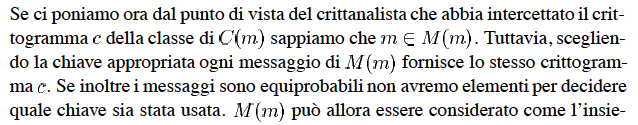 Se ci poniamo ora dal punto di vista del crittanalista che abbia intercettato il crit-
togramma c della classe di C(m) sappiamo che m ∈ M(m). Tuttavia, sceglien-
do la chiave appropriata ogni messaggio di M(m) fornisce lo stesso crittogram-
ma c. Se inoltre i messaggi sono equiprobabili non avremo elementi per decidere
quale chiave sia stata usata. M(m) può allora essere considerato come l'insie-